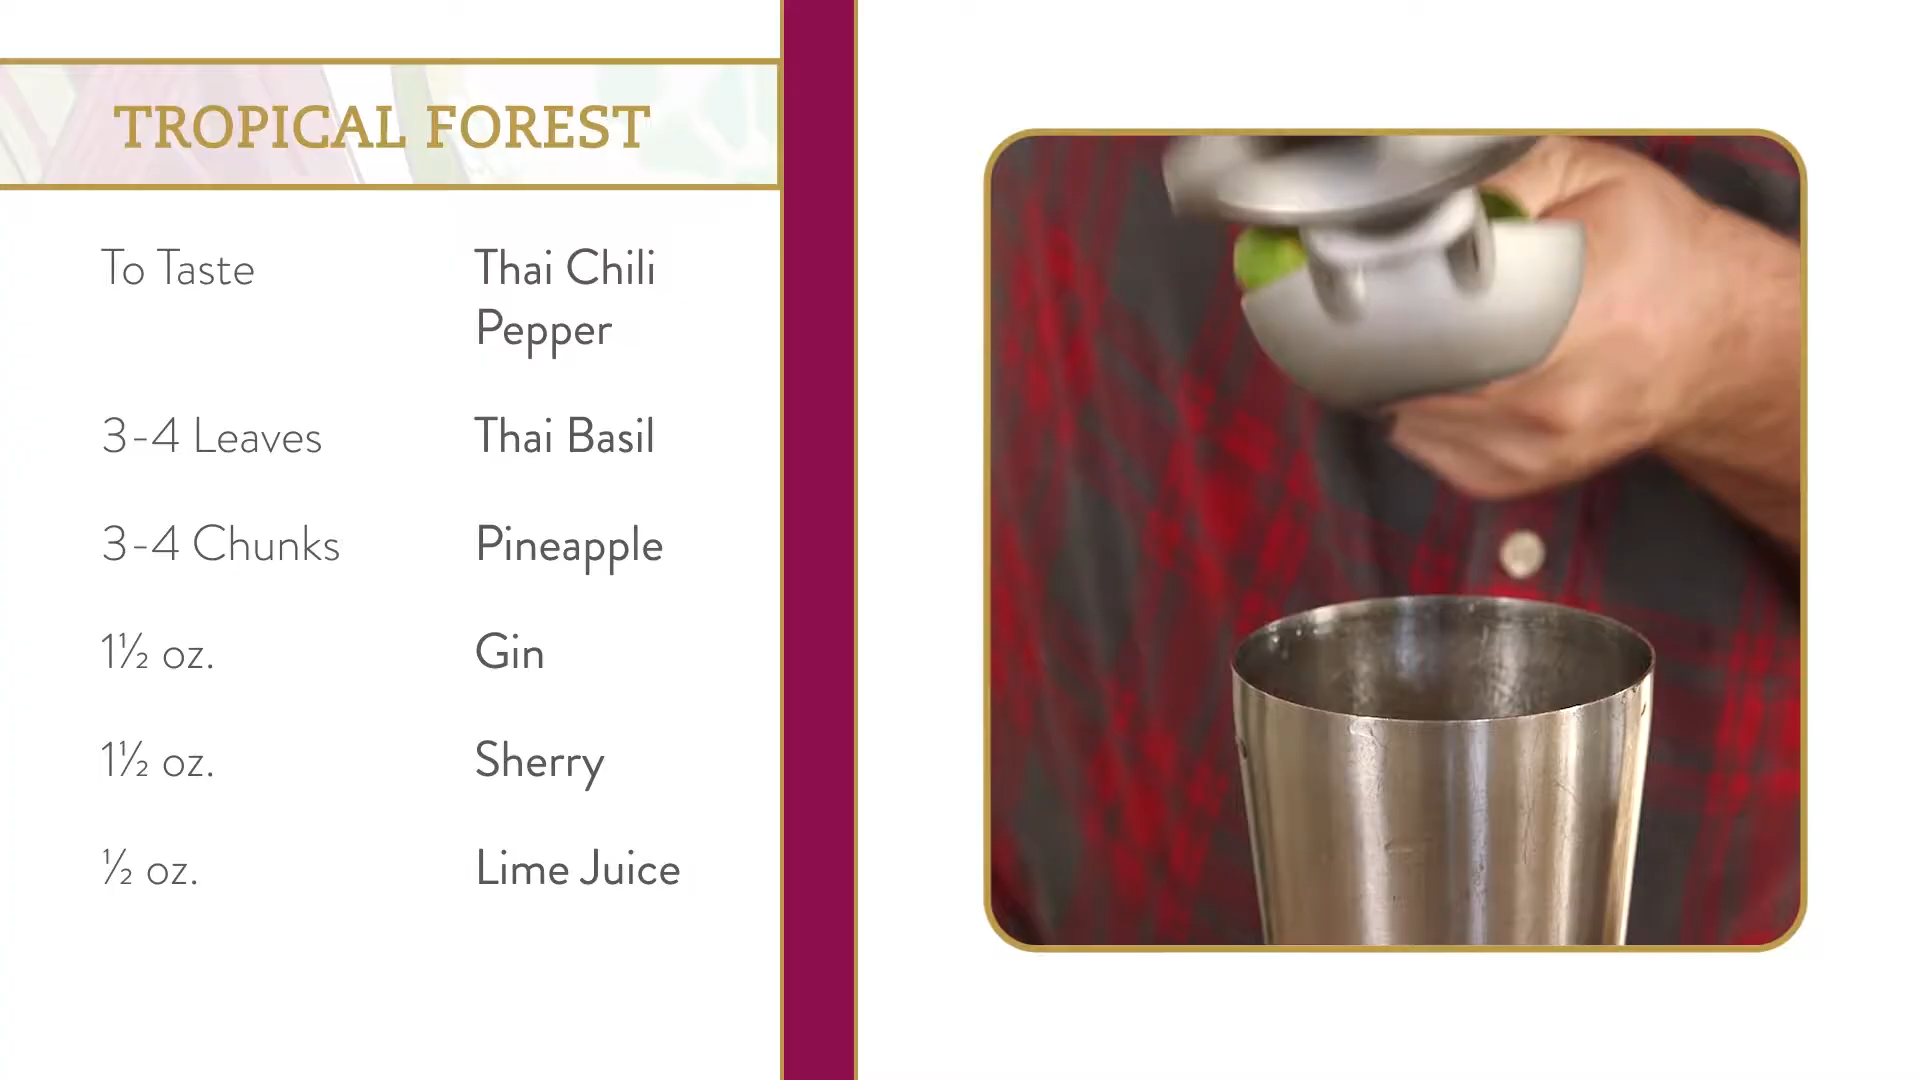 TROPICAL FOREST
To Taste Thai Chili
Pepper
3-4 Leaves Thai Basil
3-4 Chunks Pineapple
1½ oz. Gin
1½ oz. Sherry
½ oz. Lime Juice